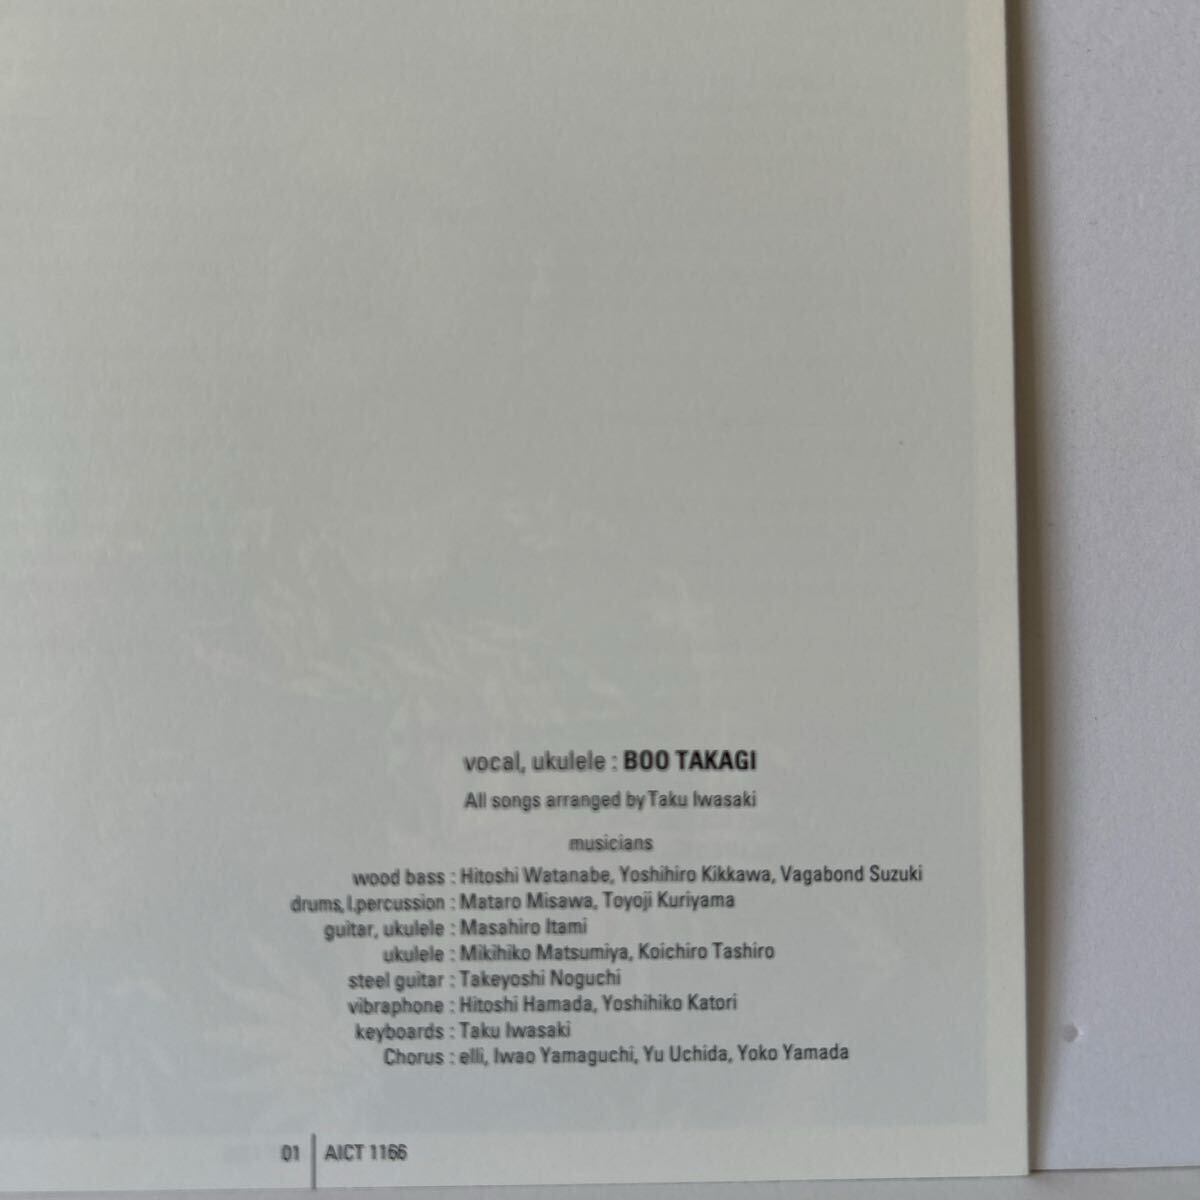 vocal, ukulele : BOO TAKAGI
All songs arranged by Taku Iwasaki
musicians
wood bass : Hitoshi Watanabe, Yoshihiro Kikkawa, Vagabond Suzuki
drums, l.percussion : Mataro Misawa, Toyoji Kuriyama
guitar, ukulele : Masahiro Itami
ukulele : Mikihiko Matsumiya, Koichiro Tashiro
steel guitar : Takeyoshi Noguchi
vibraphone : Hitoshi Hamada, Yoshihiko Katori
keyboards : Taku Iwasaki
Chorus : elli, Iwao Yamaguchi, Yu Uchida, Yoko Yamada
01 | AICT 1166